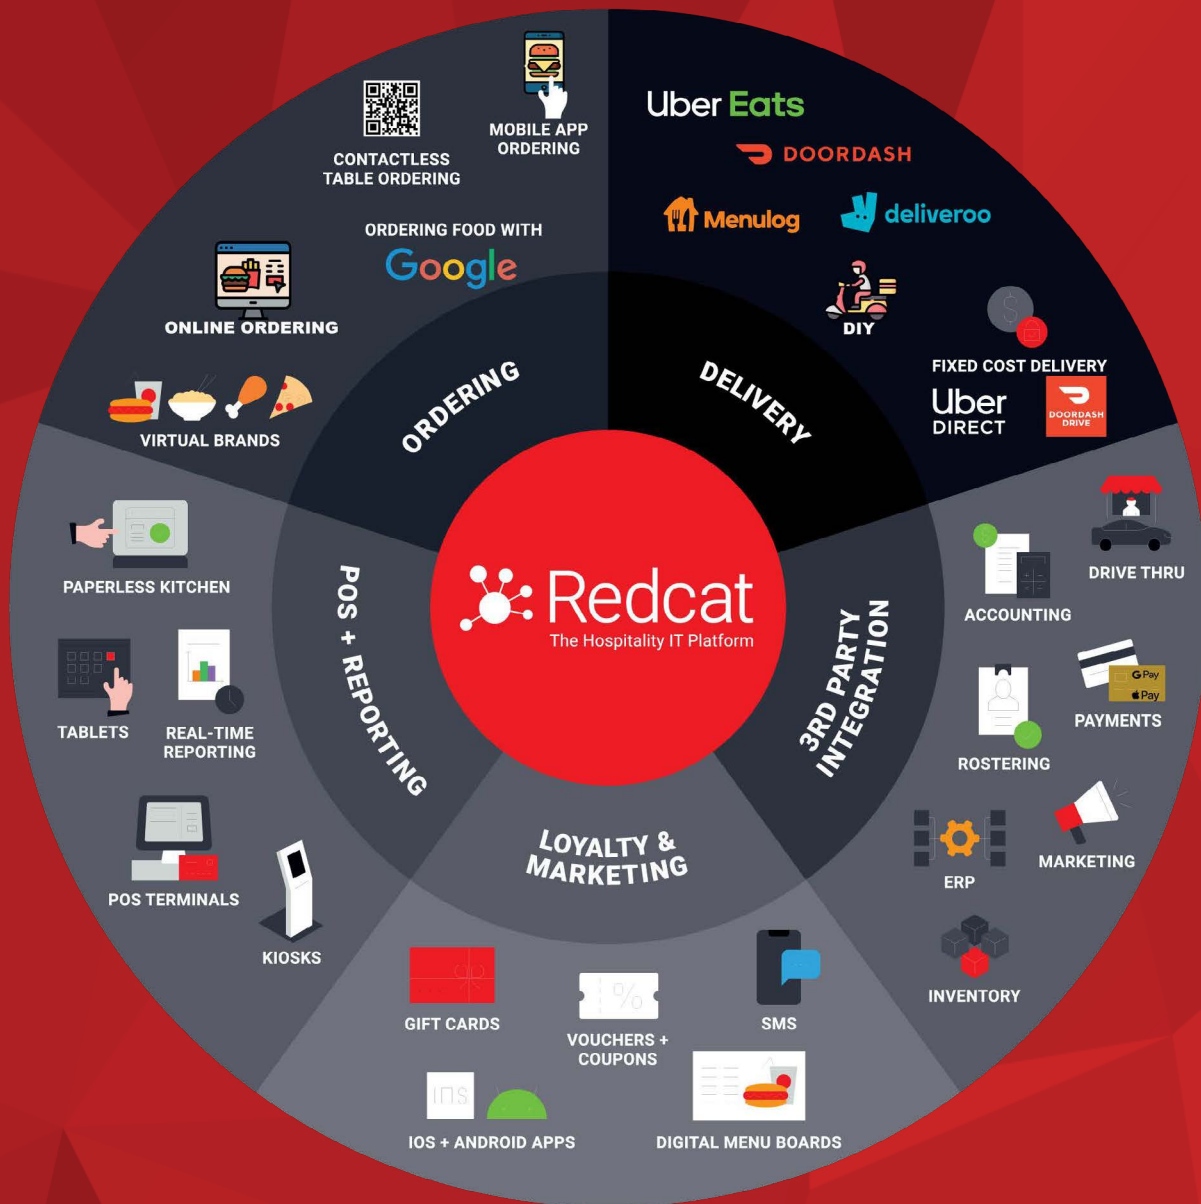 MOBILE APP
ORDERING
CONTACTLESS
TABLE ORDERING
ORDERING FOOD WITH
Google
ONLINE ORDERING
VIRTUAL BRANDS
ORDERING
Uber Eats
DOORDASH
Menulog
deliveroo
DIY
FIXED COST DELIVERY
Uber
DIRECT
DOORDASH
DRIVE
DELIVERY
Redcat
The Hospitality IT Platform
POS + REPORTING
PAPERLESS KITCHEN
TABLETS
REAL-TIME
REPORTING
POS TERMINALS
KIOSKS
3RD PARTY
INTEGRATION
DRIVE THRU
ACCOUNTING
G Pay
Pay
PAYMENTS
ROSTERING
MARKETING
ERP
INVENTORY
LOYALTY &
MARKETING
GIFT CARDS
%
VOUCHERS +
COUPONS
SMS
iOS
IOS + ANDROID APPS
DIGITAL MENU BOARDS